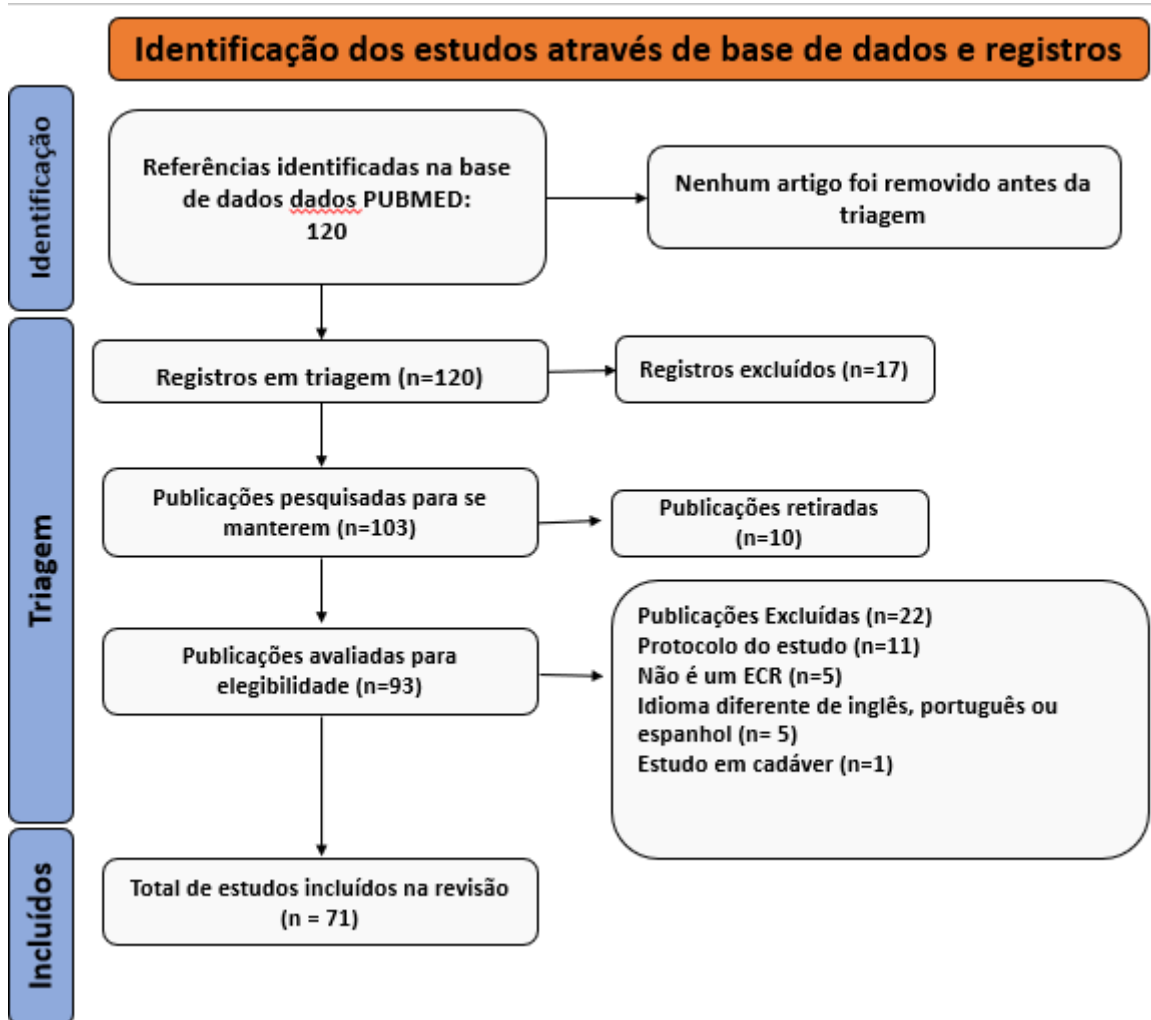 Identificação dos estudos através de base de dados e registros
Identificação
Referências identificadas na base
de dados dados PUBMED:
120
Nenhum artigo foi removido antes da
triagem
Triagem
Registros em triagem (n=120)
Registros excluídos (n=17)
Publicações pesquisadas para se
manterem (n=103)
Publicações retiradas
(n=10)
Publicações avaliadas para
elegibilidade (n=93)
Publicações Excluídas (n=22)
Protocolo do estudo (n=11)
Não é um ECR (n=5)
Idioma diferente de inglês, português ou
espanhol (n= 5)
Estudo em cadáver (n=1)
Incluídos
Total de estudos incluídos na revisão
(n = 71)